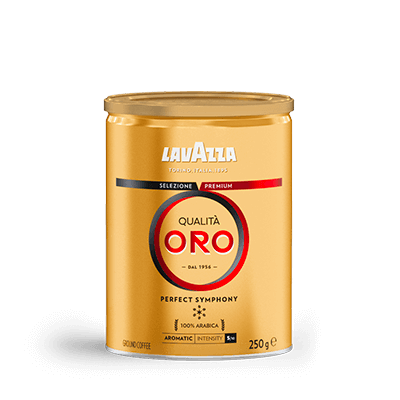 LAVAZZA
TORINO, ITALIA, 1895
SELEZIONE PREMIUM
QUALITÀ
ORO
DAL 1956
PERFECT SYMPHONY
100% ARABICA
AROMATIC INTENSITY 5/10
GROUND COFFEE 250g℮